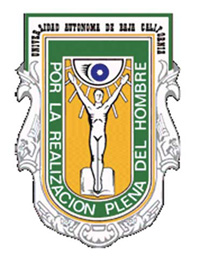 UNIVERSIDAD AUTONOMA DE BAJA CALIFORNIA
POR LA REALIZACION PLENA DEL HOMBRE